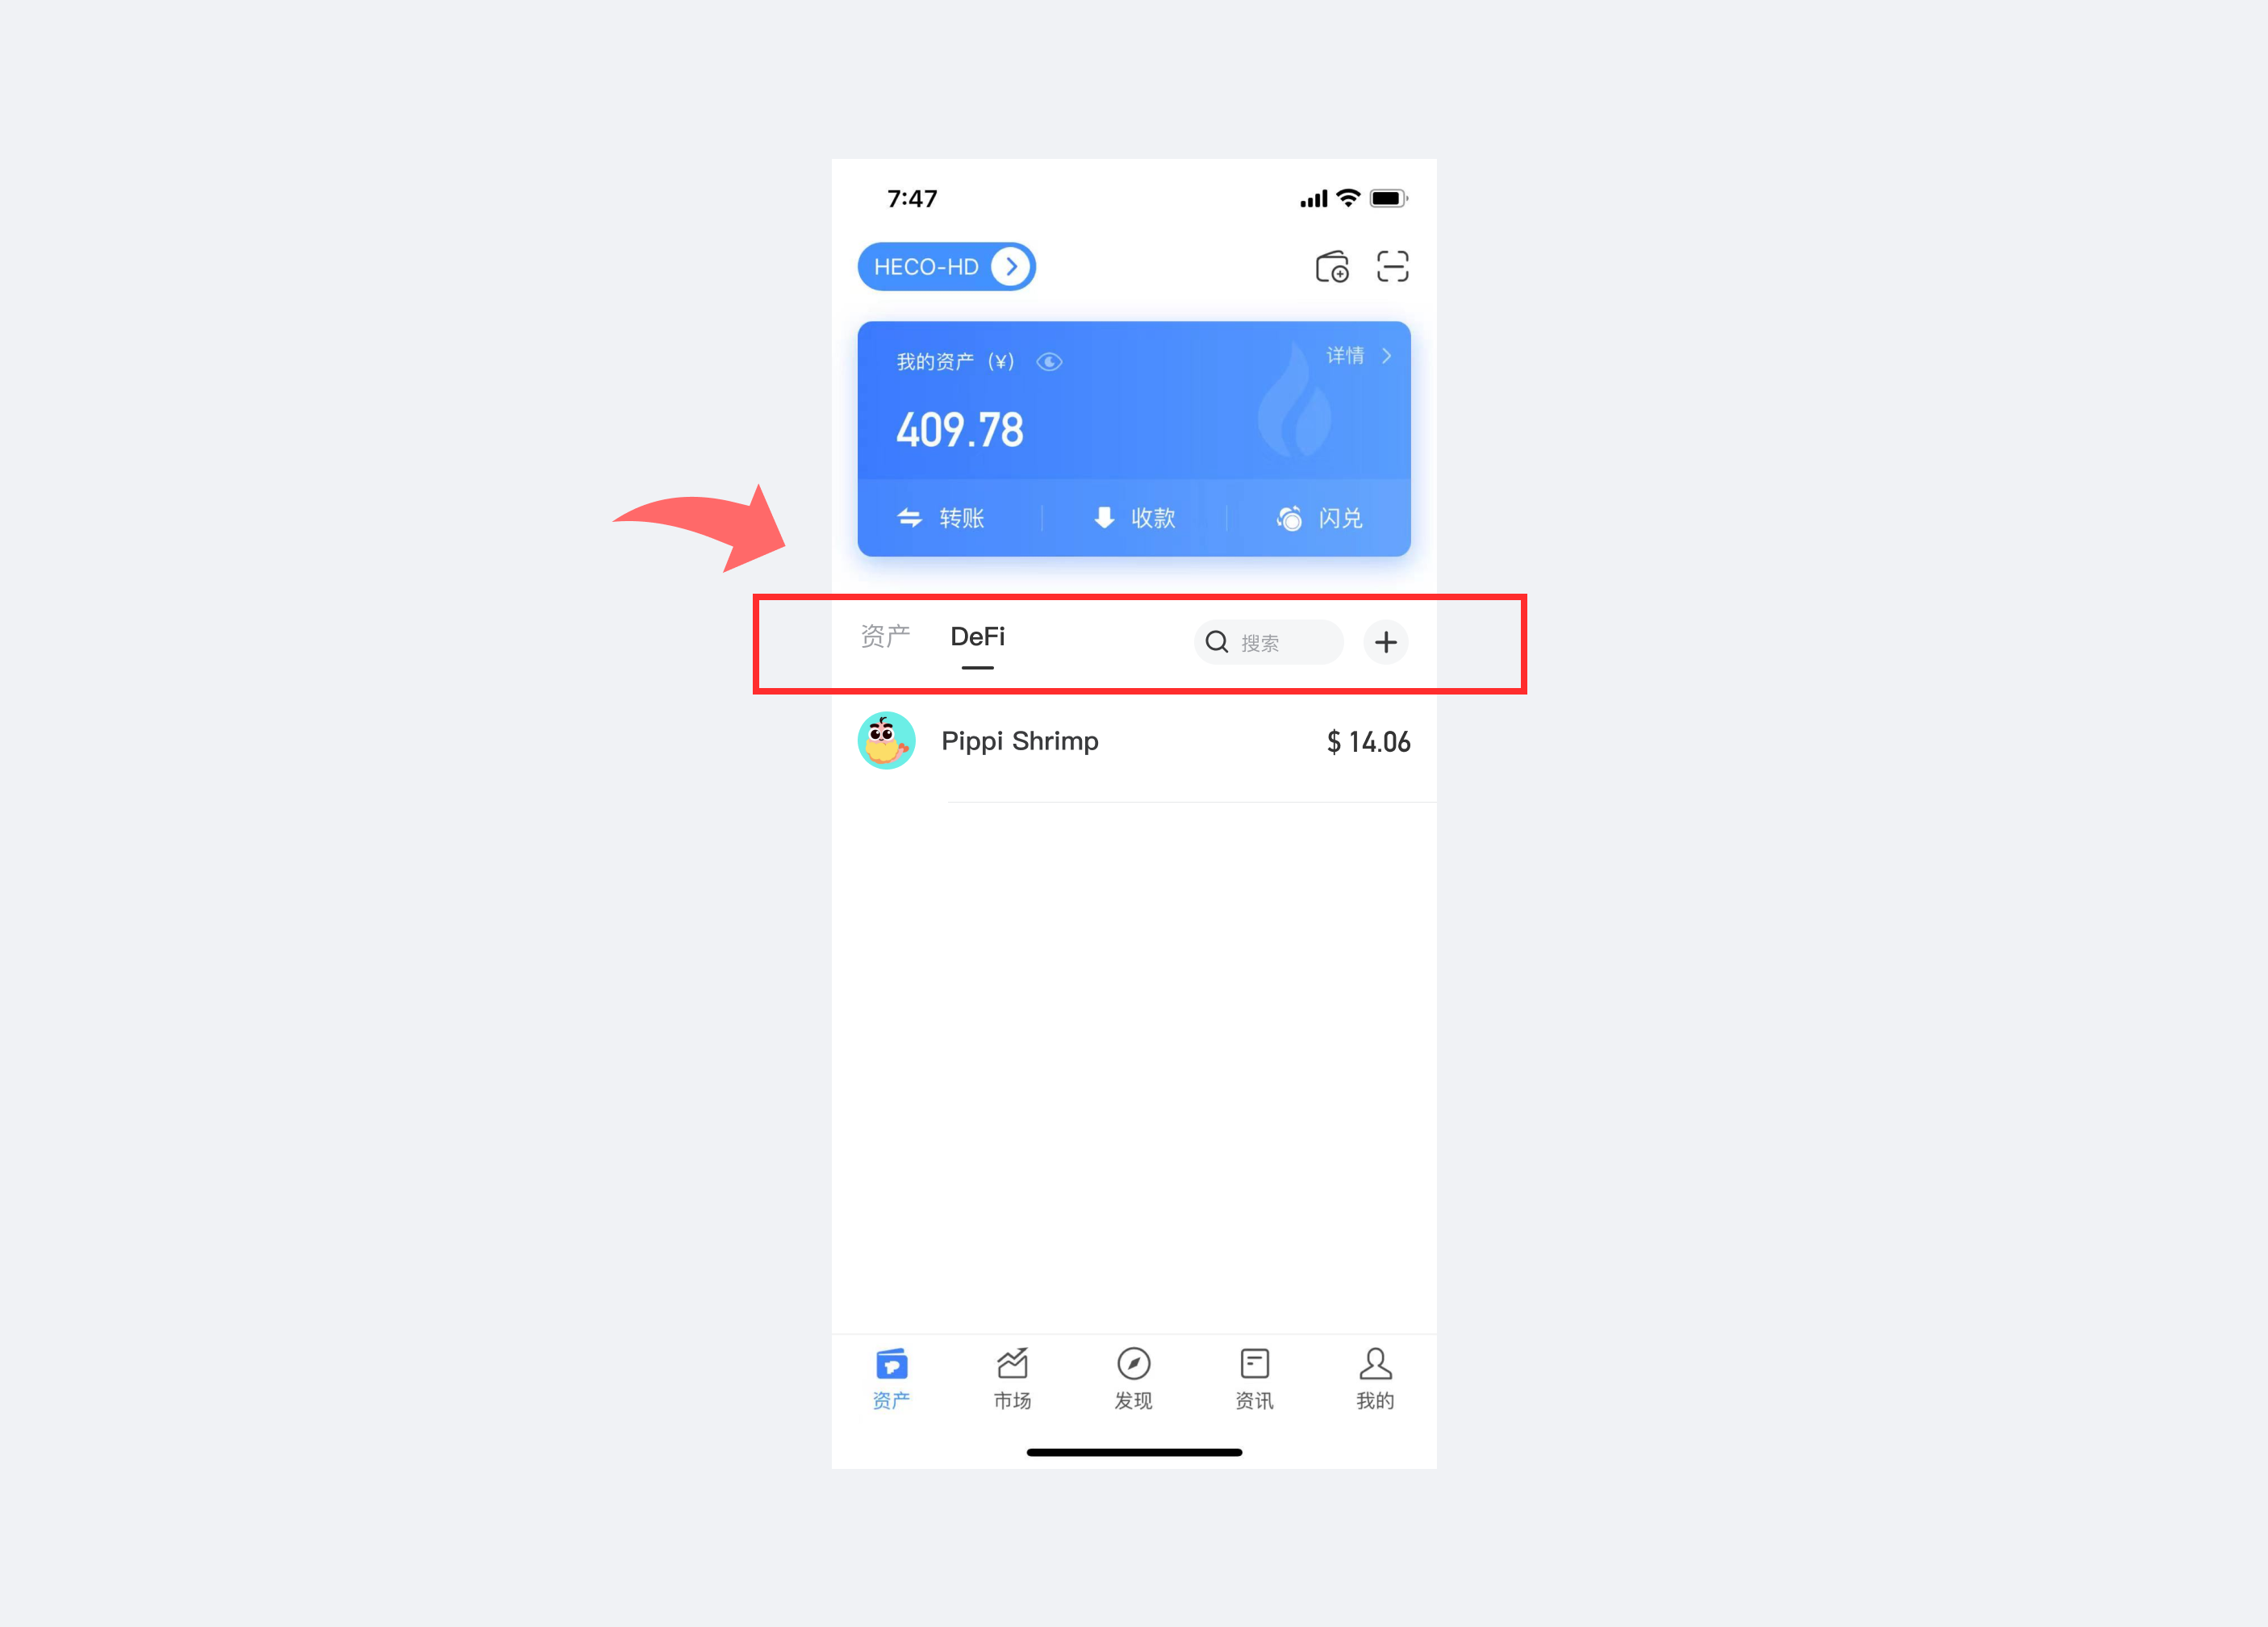 7:47
HECO-HD
我的资产 (¥)
详情
409.78
转账 收款 闪兑
资产 DeFi 搜索
Pippi Shrimp $ 14.06
资产 市场 发现 资讯 我的